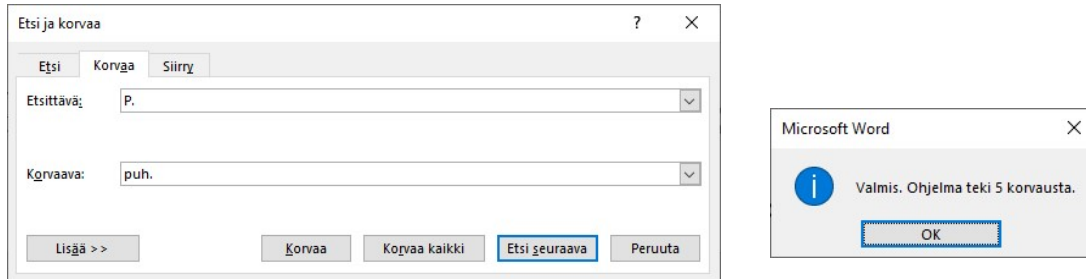 Etsi ja korvaa
?
Etsi Korvaa Siirry
Etsittävä: P.
Korvaava: puh.
Lisää >> Korvaa Korvaa kaikki Etsi seuraava Peruuta
Microsoft Word
Valmis. Ohjelma teki 5 korvausta.
OK